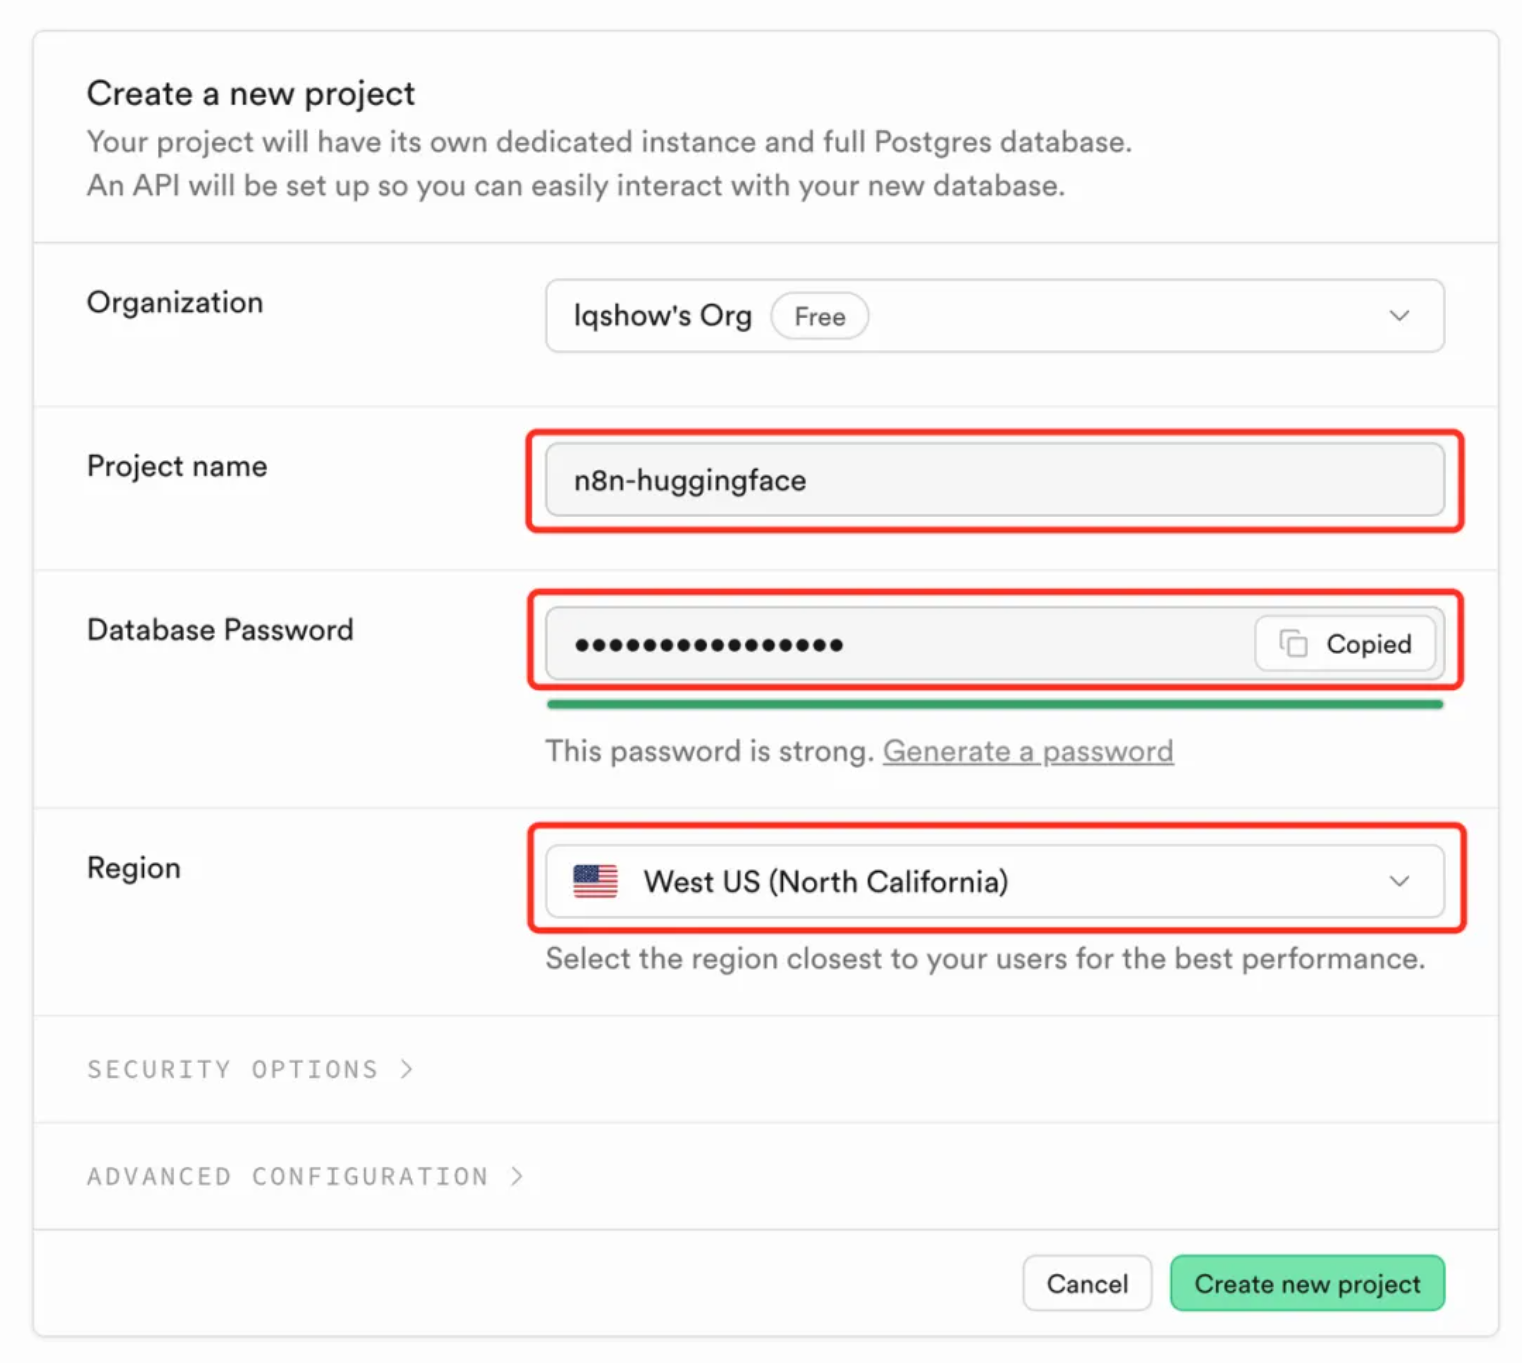 Create a new project
Your project will have its own dedicated instance and full Postgres database.
An API will be set up so you can easily interact with your new database.
Organization
lqshow's Org Free
Project name
n8n-huggingface
Database Password
•••••••••••••••• Copied
This password is strong. Generate a password
Region
West US (North California)
Select the region closest to your users for the best performance.
SECURITY OPTIONS >
ADVANCED CONFIGURATION >
Cancel Create new project